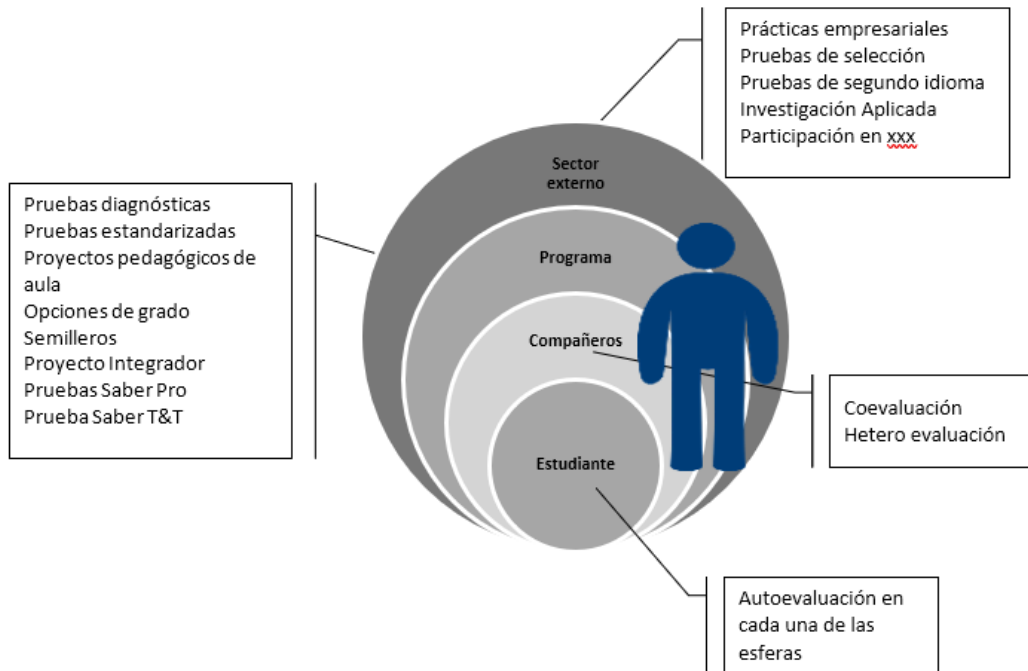 Prácticas empresariales
Pruebas de selección
Pruebas de segundo idioma
Investigación Aplicada
Participación en xxx
Sector
externo
Pruebas diagnósticas
Pruebas estandarizadas
Proyectos pedagógicos de
aula
Opciones de grado
Semilleros
Proyecto Integrador
Pruebas Saber Pro
Prueba Saber T&T
Programa
Compañeros
Coevaluación
Hetero evaluación
Estudiante
Autoevaluación en
cada una de las
esferas